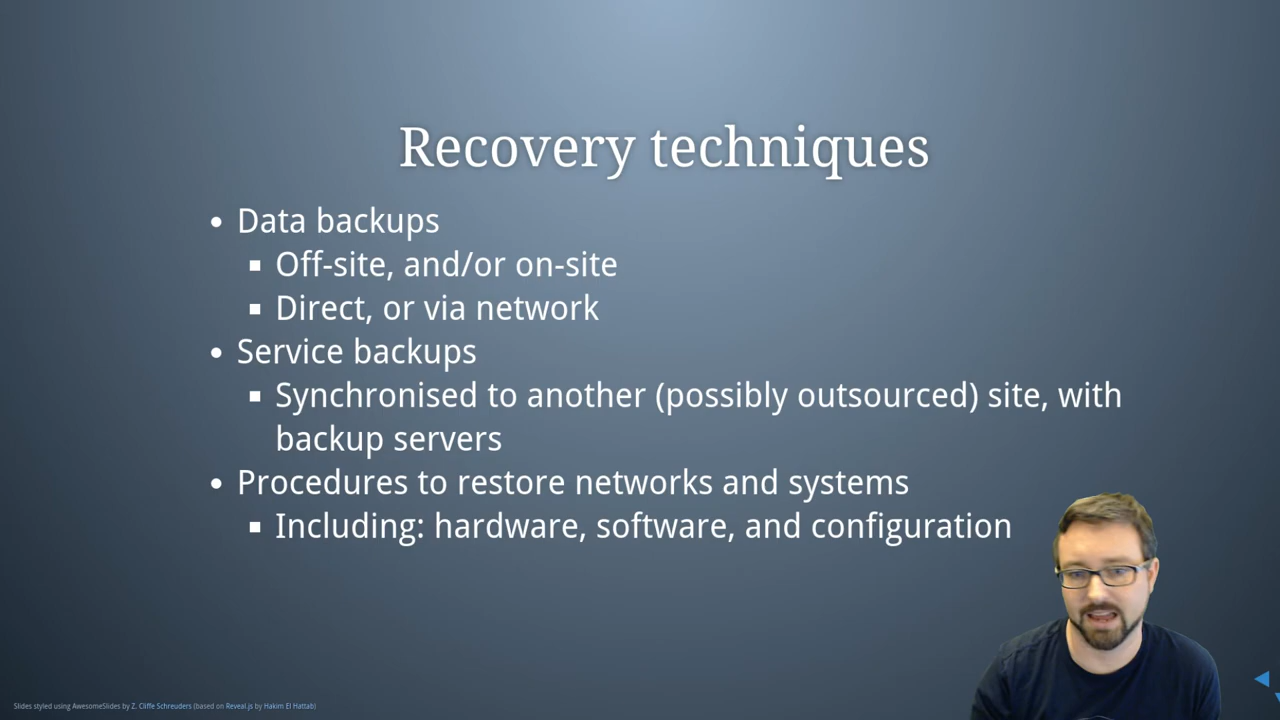 Recovery techniques
• Data backups
▪ Off-site, and/or on-site
▪ Direct, or via network
• Service backups
▪ Synchronised to another (possibly outsourced) site, with
backup servers
• Procedures to restore networks and systems
▪ Including: hardware, software, and configuration
Slides styled using AwesomeSlides by Z. Cliffe Schreuders (based on Reveal.js by Hakim El Hattab)